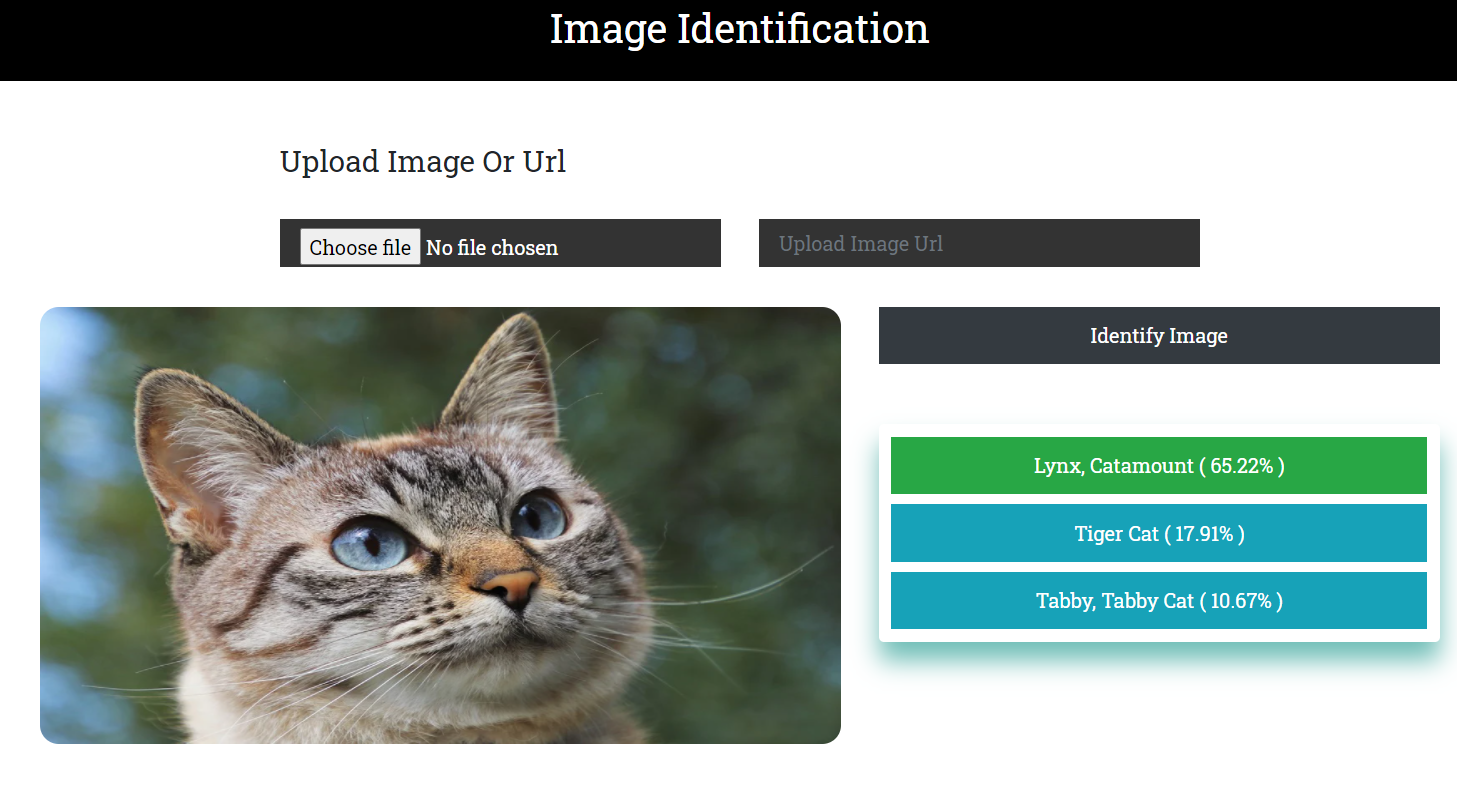 Image Identification
Upload Image Or Url
Choose file No file chosen
Upload Image Url
Identify Image
Lynx, Catamount ( 65.22% )
Tiger Cat ( 17.91% )
Tabby, Tabby Cat ( 10.67% )